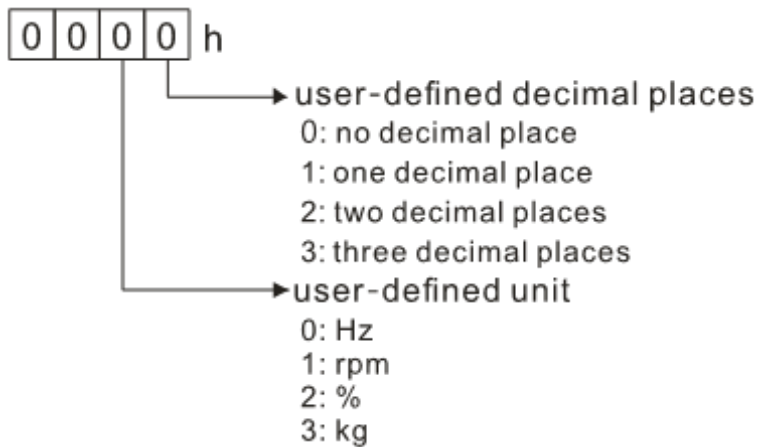 0 0 0 0 h
user-defined decimal places
0: no decimal place
1: one decimal place
2: two decimal places
3: three decimal places
user-defined unit
0: Hz
1: rpm
2: %
3: kg